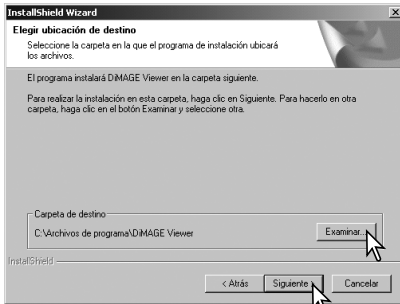 InstallShield Wizard
Elegir ubicación de destino
Seleccione la carpeta en la que el programa de instalación ubicará
los archivos.
El programa instalará DiMAGE Viewer en la carpeta siguiente.
Para realizar la instalación en esta carpeta, haga clic en Siguiente. Para hacerlo en otra
carpeta, haga clic en el botón Examinar y seleccione otra.
Carpeta de destino
C:\Archivos de programa\DiMAGE Viewer
Examinar...
InstallShield
< Atrás Siguiente > Cancelar